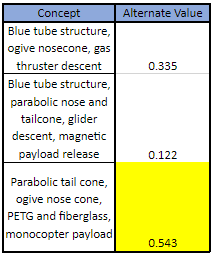 Concept Alternate Value
Blue tube structure,
ogive nosecone, gas
thruster descent 0.335
Blue tube structure,
parabolic nose and
tailcone, glider
descent, magnetic
payload release 0.122
Parabolic tail cone,
ogive nose cone,
PETG and fiberglass,
monocopter payload 0.543